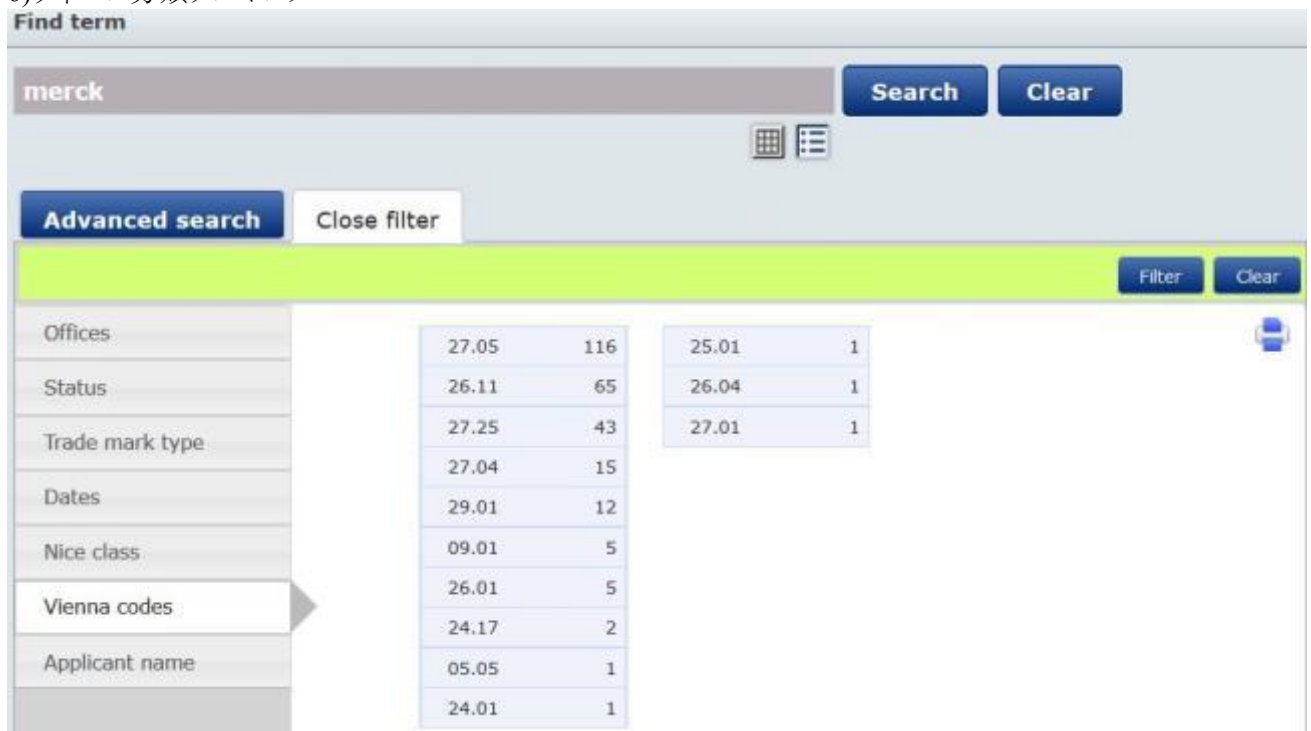 Find term
merck
Search
Clear
Advanced search
Close filter
Filter
Clear
Offices
Status
Trade mark type
Dates
Nice class
Vienna codes
Applicant name
27.05 116
26.11 65
27.25 43
27.04 15
29.01 12
09.01 5
26.01 5
24.17 2
05.05 1
24.01 1
25.01 1
26.04 1
27.01 1